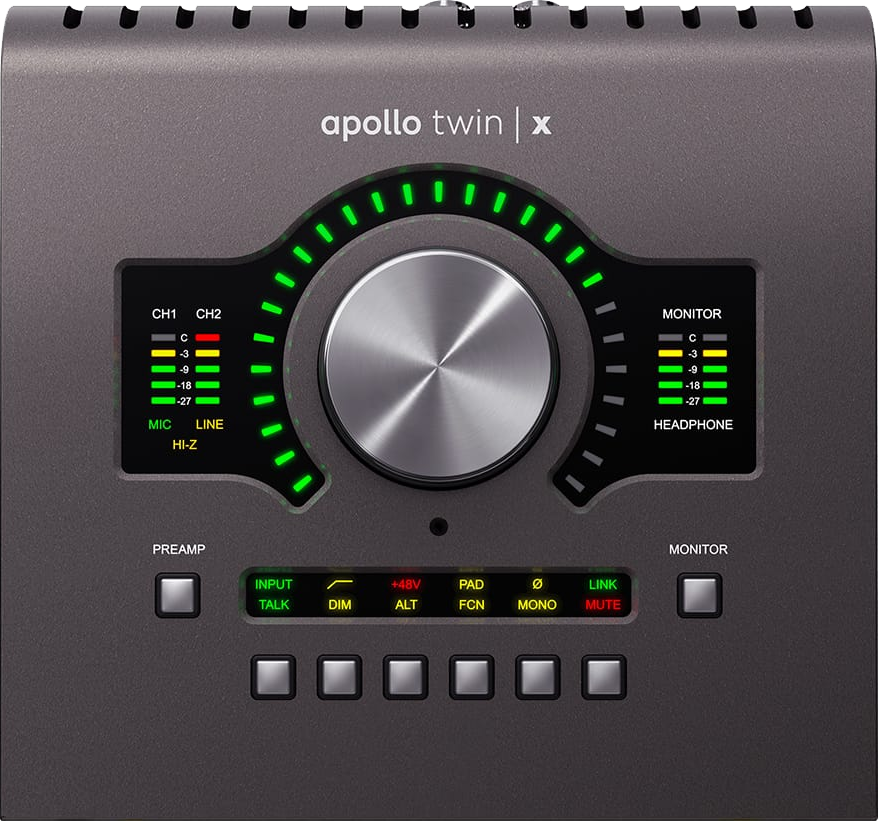 apollo twin | x
CH1 CH2
C
-3
-9
-18
-27
MIC LINE
HI-Z
MONITOR
C
-3
-9
-18
-27
HEADPHONE
PREAMP
MONITOR
INPUT +48V PAD Ø LINK
TALK DIM ALT FCN MONO MUTE